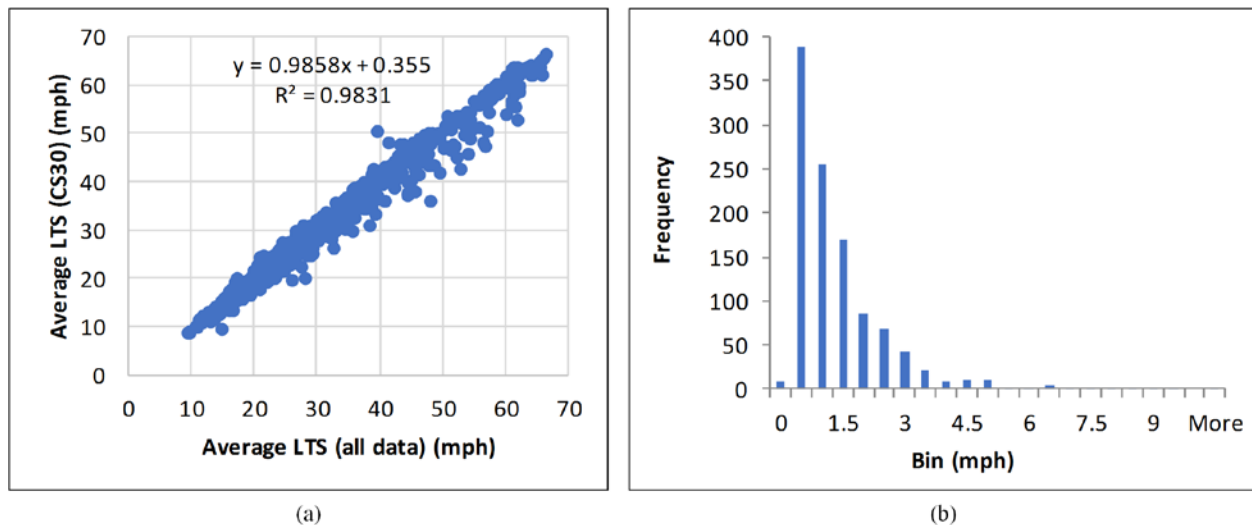 70
60
50
40
30
20
10
0
Average LTS (CS30) (mph)
y = 0.9858x + 0.355
R² = 0.9831
0 10 20 30 40 50 60 70
Average LTS (all data) (mph)
(a)
400
350
300
250
200
150
100
50
0
Frequency
0 1.5 3 4.5 6 7.5 9 More
Bin (mph)
(b)